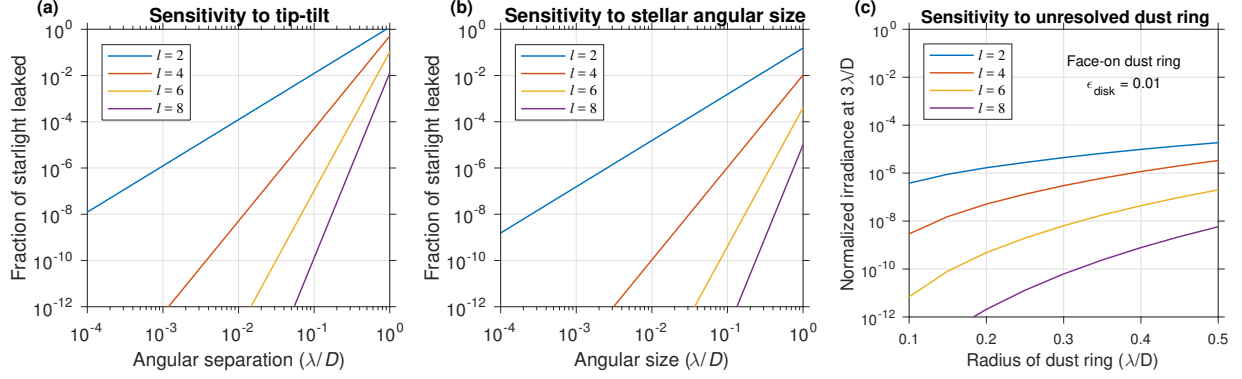 (a)
Sensitivity to tip-tilt
10^0
10^-2
10^-4
10^-6
10^-8
10^-10
10^-12
Fraction of starlight leaked
l = 2
l = 4
l = 6
l = 8
10^-4
10^-3
10^-2
10^-1
10^0
Angular separation (λ/D)
(b)
Sensitivity to stellar angular size
10^0
10^-2
10^-4
10^-6
10^-8
10^-10
10^-12
Fraction of starlight leaked
l = 2
l = 4
l = 6
l = 8
10^-4
10^-3
10^-2
10^-1
10^0
Angular size (λ/D)
(c)
Sensitivity to unresolved dust ring
10^0
10^-2
10^-4
10^-6
10^-8
10^-10
10^-12
Normalized irradiance at 3λ/D
l = 2
l = 4
l = 6
l = 8
Face-on dust ring
ϵ_disk = 0.01
0.1
0.2
0.3
0.4
0.5
Radius of dust ring (λ/D)